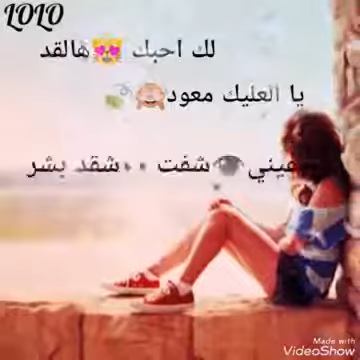 LOLO
لك احبك 😻هالقد
يا العليك معود🙈🍃
عيني👁شفت 👀شقد بشر
Made with
VideoShow